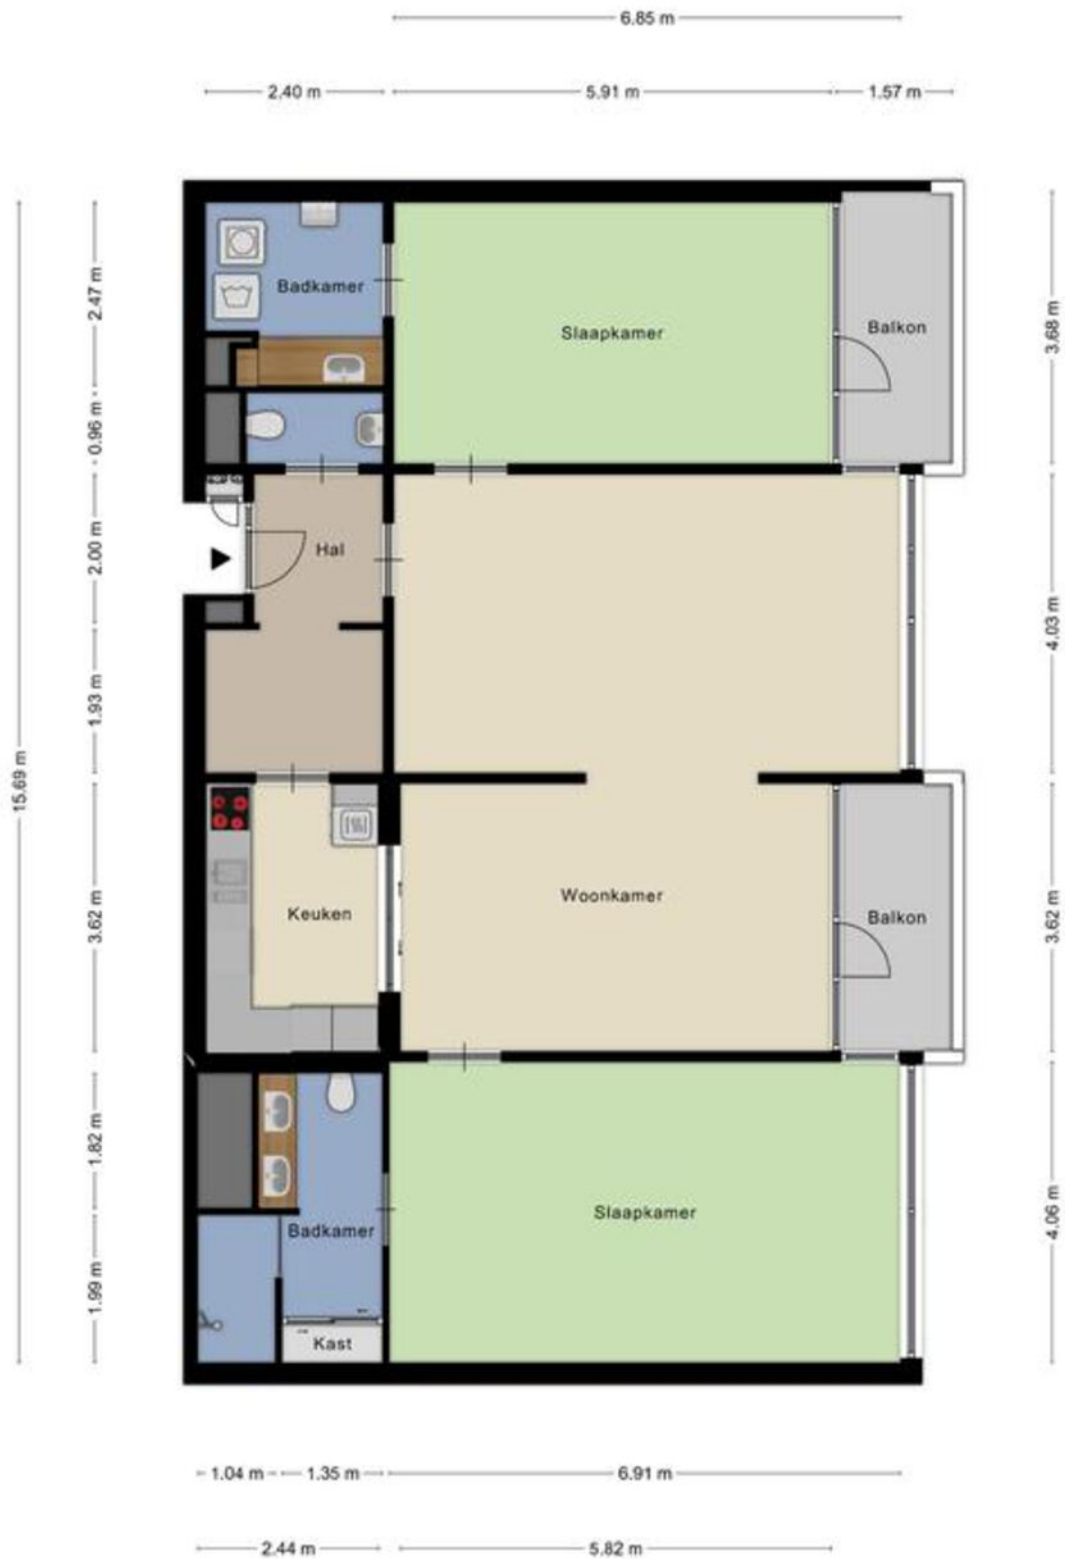 6.85 m
2.40 m
5.91 m
1.57 m
2.47 m
Badkamer
Slaapkamer
Balkon
3.68 m
0.96 m
2.00 m
Hal
4.03 m
1.93 m
15.69 m
3.62 m
Keuken
Woonkamer
Balkon
3.62 m
1.82 m
Slaapkamer
4.06 m
Badkamer
1.99 m
Kast
1.04 m
1.35 m
6.91 m
2.44 m
5.82 m